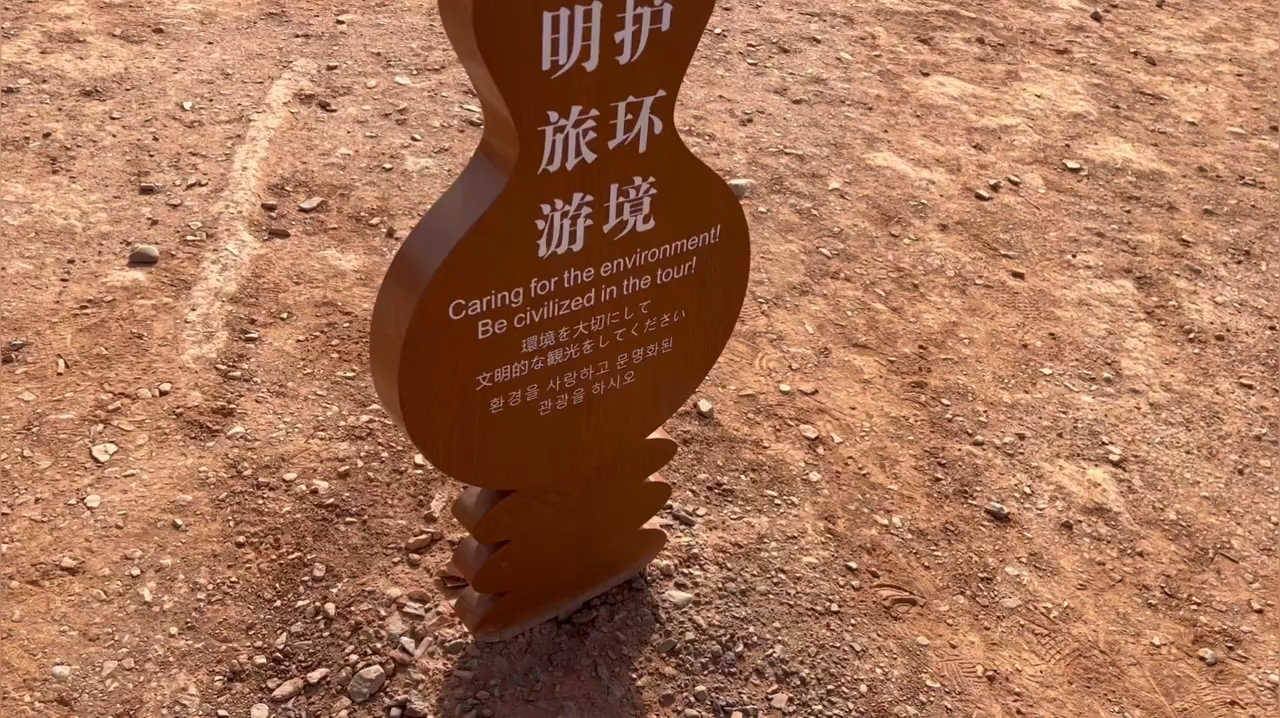 护环境
明旅游
Caring for the environment!
Be civilized in the tour!
環境を大切にして
文明的な観光をしてください
환경을 사랑하고 문명화된
관광을 하시오